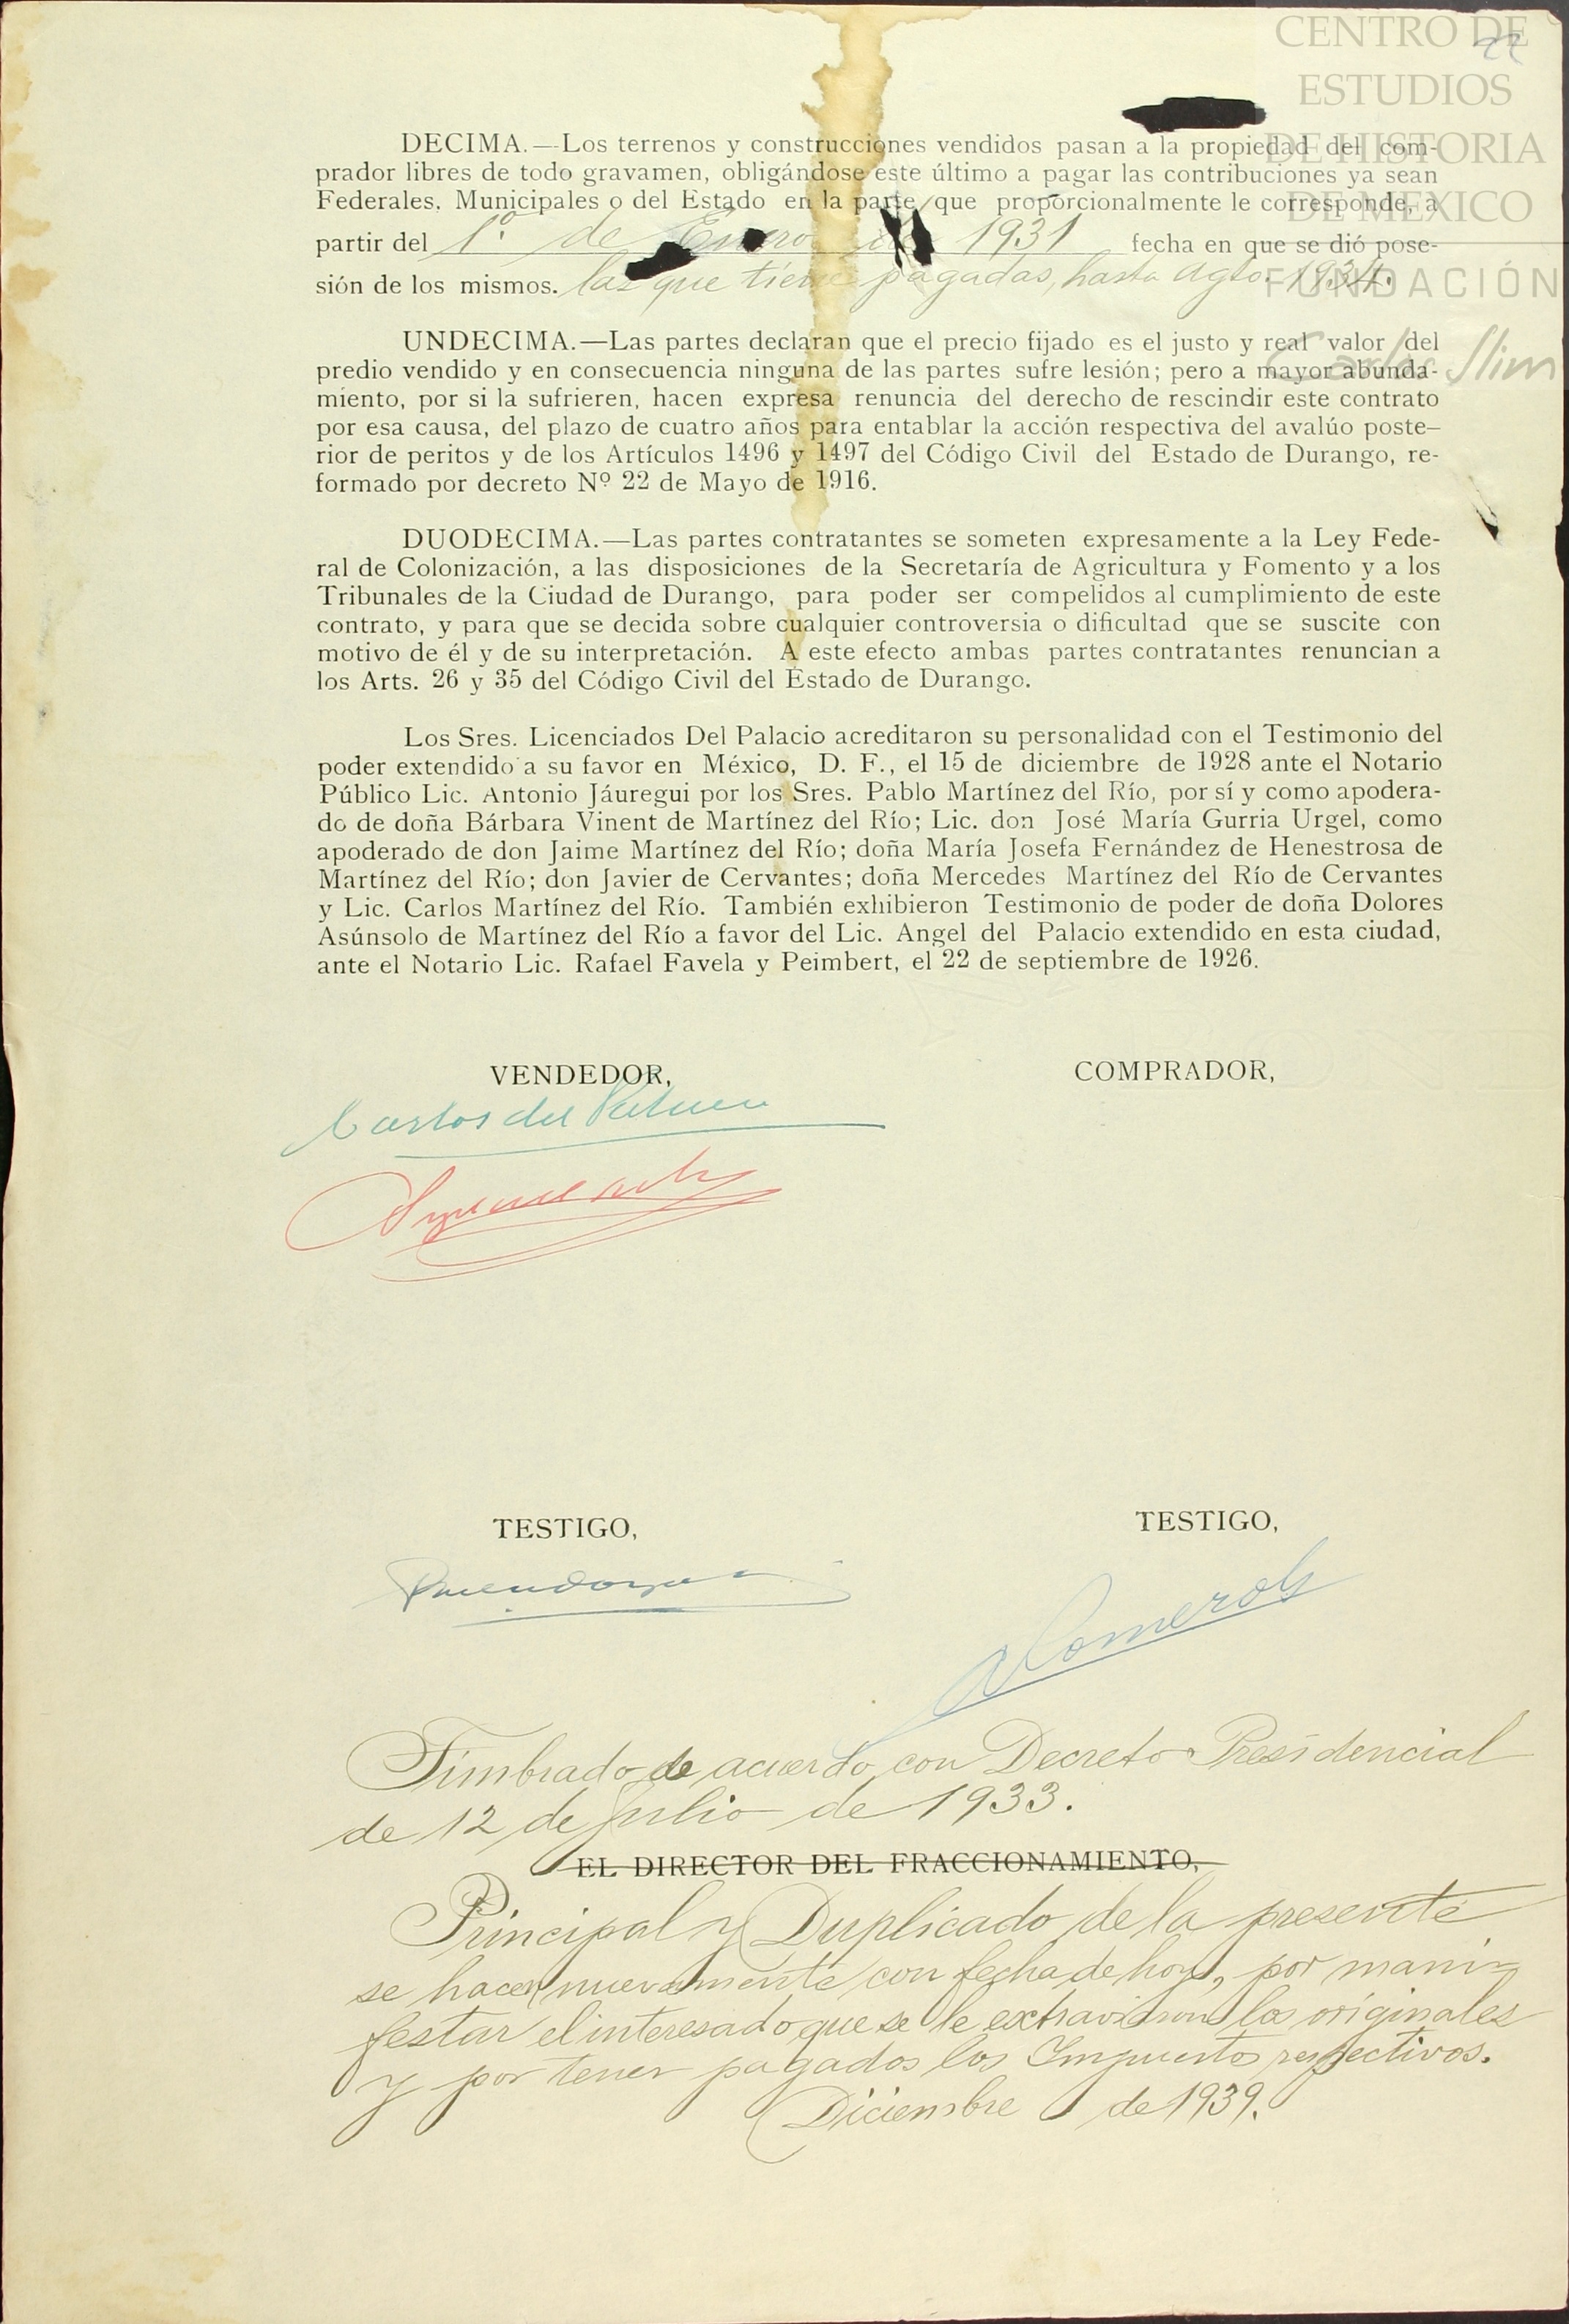 CENTRO DE
ESTUDIOS
DE HISTORIA
DE MEXICO
FUNDACIÓN
Carlos Slim
22
DECIMA.—Los terrenos y construcciones vendidos pasan a la propiedad del com-
prador libres de todo gravamen, obligándose este último a pagar las contribuciones ya sean
Federales, Municipales o del Estado en la parte que proporcionalmente le corresponde, a
partir del 1º. de Enero de 1931 fecha en que se dió pose-
sión de los mismos. las que tiene pagadas, hasta Agto. 1934.
UNDECIMA.—Las partes declaran que el precio fijado es el justo y real valor del
predio vendido y en consecuencia ninguna de las partes sufre lesión; pero a mayor abunda-
miento, por si la sufrieren, hacen expresa renuncia del derecho de rescindir este contrato
por esa causa, del plazo de cuatro años para entablar la acción respectiva del avalúo poste-
rior de peritos y de los Artículos 1496 y 1497 del Código Civil del Estado de Durango, re-
formado por decreto Nº 22 de Mayo de 1916.
DUODECIMA.—Las partes contratantes se someten expresamente a la Ley Fede-
ral de Colonización, a las disposiciones de la Secretaría de Agricultura y Fomento y a los
Tribunales de la Ciudad de Durango, para poder ser compelidos al cumplimiento de este
contrato, y para que se decida sobre cualquier controversia o dificultad que se suscite con
motivo de él y de su interpretación. A este efecto ambas partes contratantes renuncian a
los Arts. 26 y 35 del Código Civil del Estado de Durango.
Los Sres. Licenciados Del Palacio acreditaron su personalidad con el Testimonio del
poder extendido a su favor en México, D. F., el 15 de diciembre de 1928 ante el Notario
Público Lic. Antonio Jáuregui por los Sres. Pablo Martínez del Río, por sí y como apodera-
do de doña Bárbara Vinent de Martínez del Río; Lic. don José María Gurria Urgel, como
apoderado de don Jaime Martínez del Río; doña María Josefa Fernández de Henestrosa de
Martínez del Río; don Javier de Cervantes; doña Mercedes Martínez del Río de Cervantes
y Lic. Carlos Martínez del Río. También exhibieron Testimonio de poder de doña Dolores
Asúnsolo de Martínez del Río a favor del Lic. Angel del Palacio extendido en esta ciudad,
ante el Notario Lic. Rafael Favela y Peimbert, el 22 de septiembre de 1926.
VENDEDOR,
COMPRADOR,
Carlos del Palacio
TESTIGO,
TESTIGO,
Timbrado de acuerdo con Decreto Presidencial
de 12 de Julio de 1933.
EL DIRECTOR DEL FRACCIONAMIENTO,
Principal y Duplicado de la presente
se hacen nuevamente con fecha de hoy, por mani-
festar el interesado que se le extraviaron los originales
y por tener pagados los Impuestos respectivos.
Diciembre de 1939.